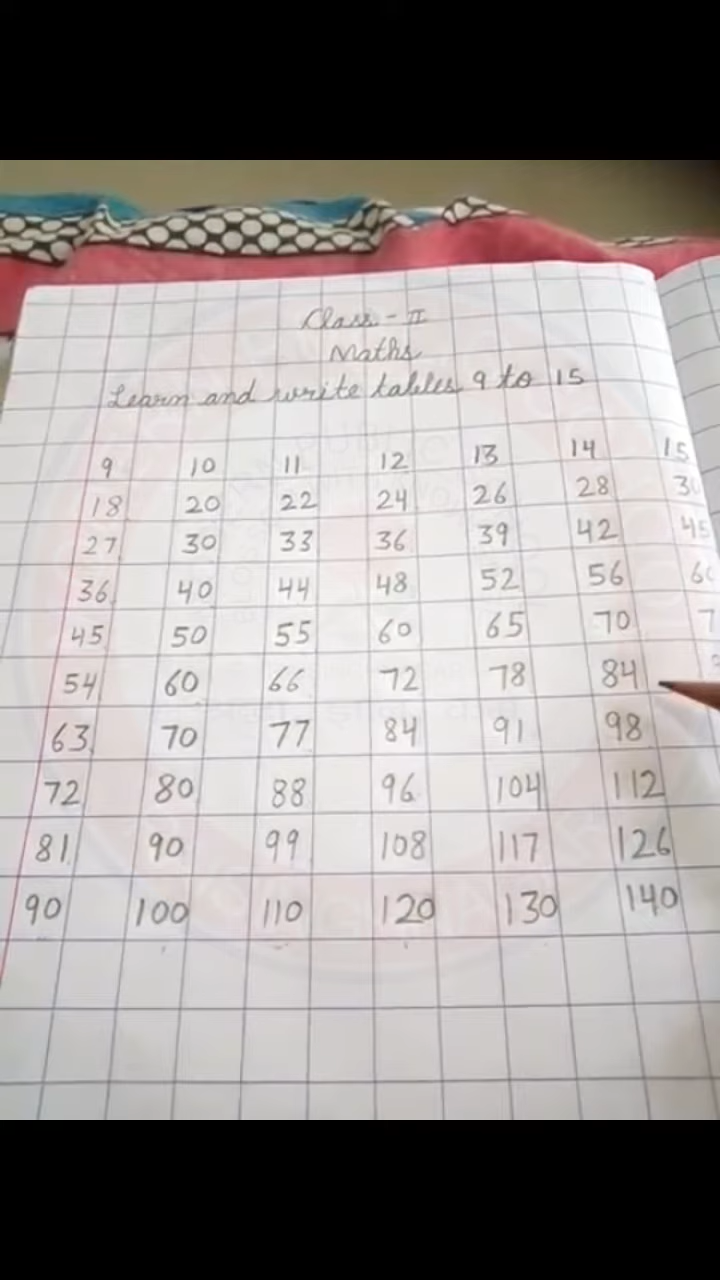 Class - II
Maths
Learn and write tables 9 to 15
9 10 11 12 13 14 15
18 20 22 24 26 28 30
27 30 33 36 39 42 45
36 40 44 48 52 56
45 50 55 60 65 70
54 60 66 72 78 84
63 70 77 84 91 98
72 80 88 96 104 112
81 90 99 108 117 126
90 100 110 120 130 140